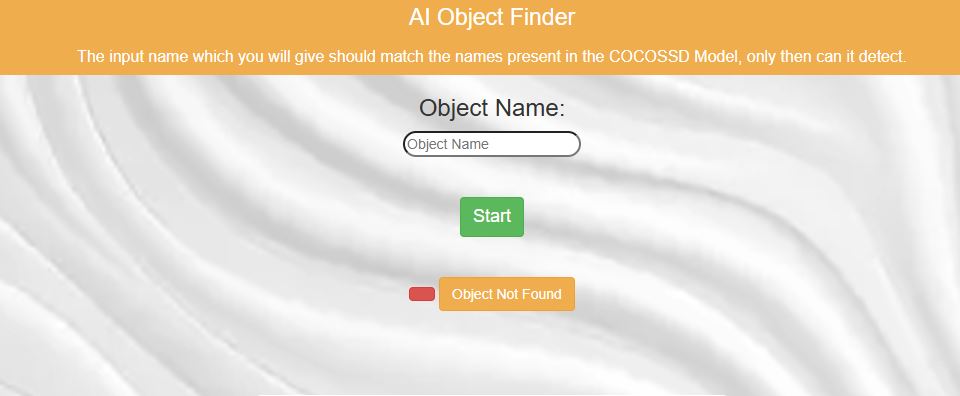 AI Object Finder
The input name which you will give should match the names present in the COCOSSD Model, only then can it detect.
Object Name:
Object Name
Start
Object Not Found